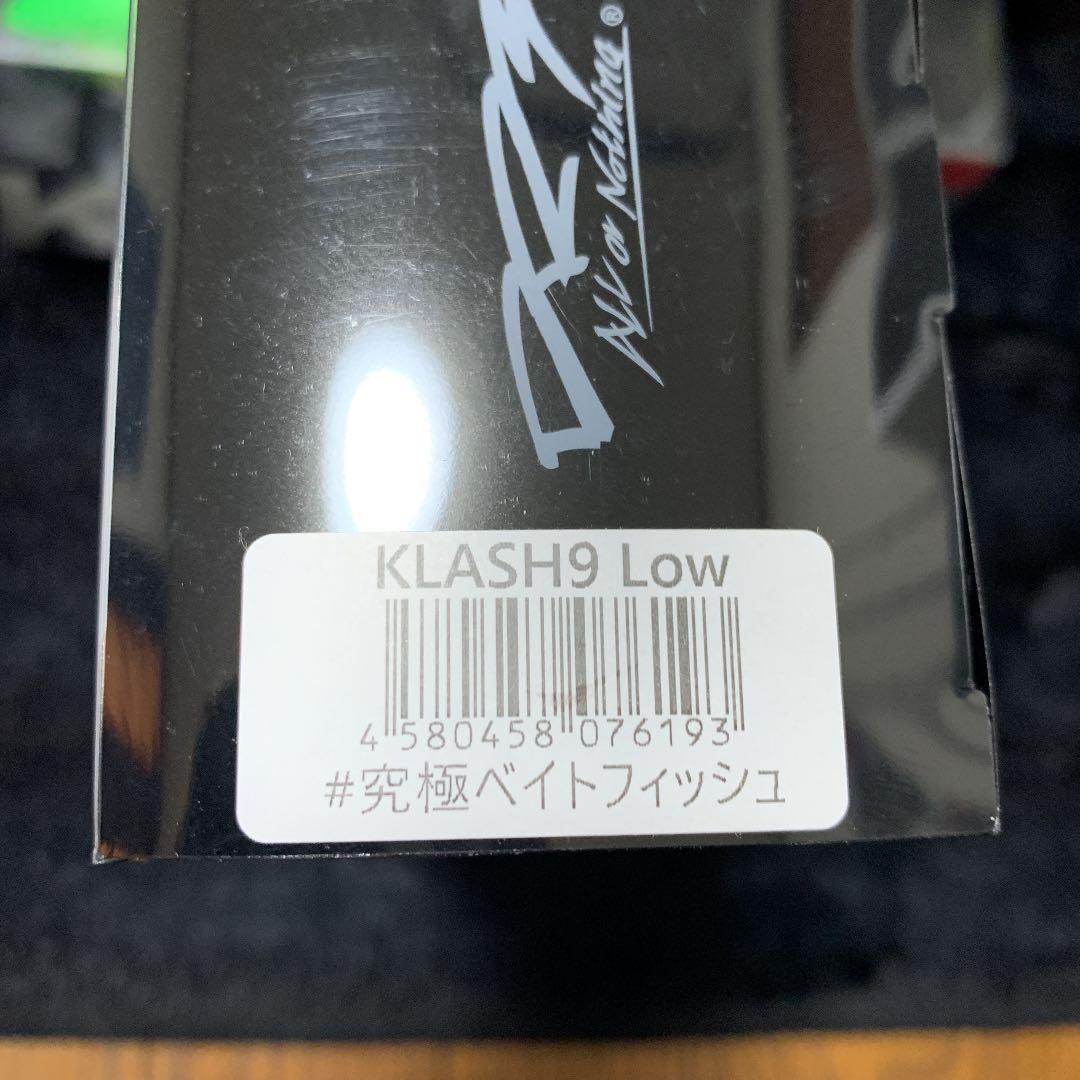 All or Nothing ®
KLASH9 Low
4 580458 076193
#究極ベイトフィッシュ